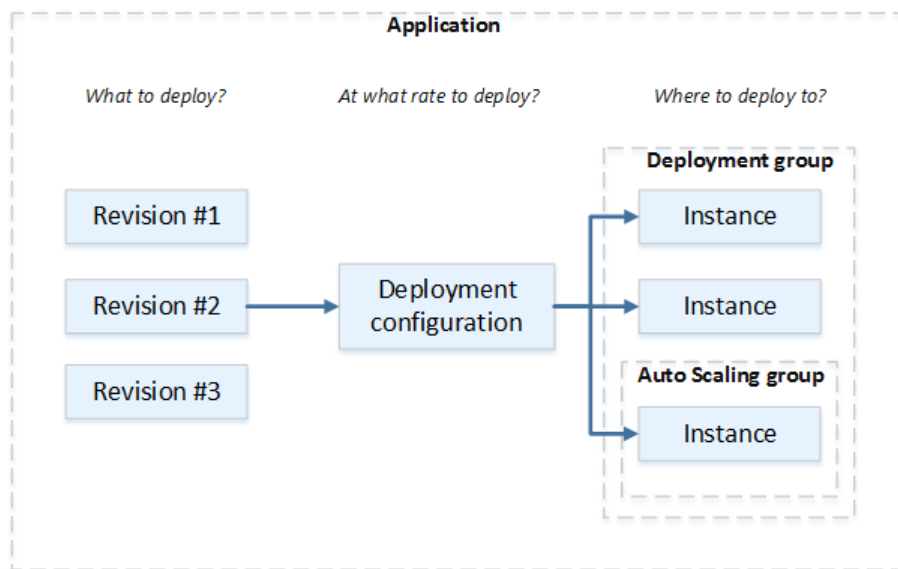 Application
What to deploy?
At what rate to deploy?
Where to deploy to?
Deployment group
Revision #1
Instance
Revision #2
Deployment
configuration
Instance
Auto Scaling group
Revision #3
Instance